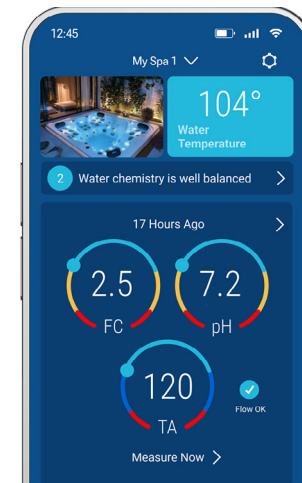 12:45
My Spa 1
104°
Water
Temperature
2 Water chemistry is well balanced
17 Hours Ago
2.5
FC
7.2
pH
120
TA
Flow OK
Measure Now